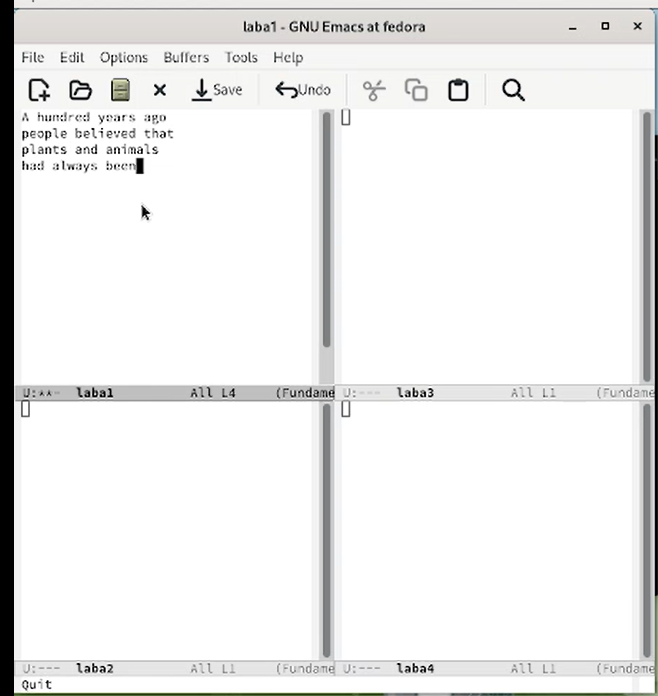 laba1 - GNU Emacs at fedora
File Edit Options Buffers Tools Help
Save Undo
A hundred years ago
people believed that
plants and animals
had always been
U:**- laba1 All L4 (Fundame
U:--- laba3 All L1 (Fundame
U:--- laba2 All L1 (Fundame
U:--- laba4 All L1 (Fundame
Quit